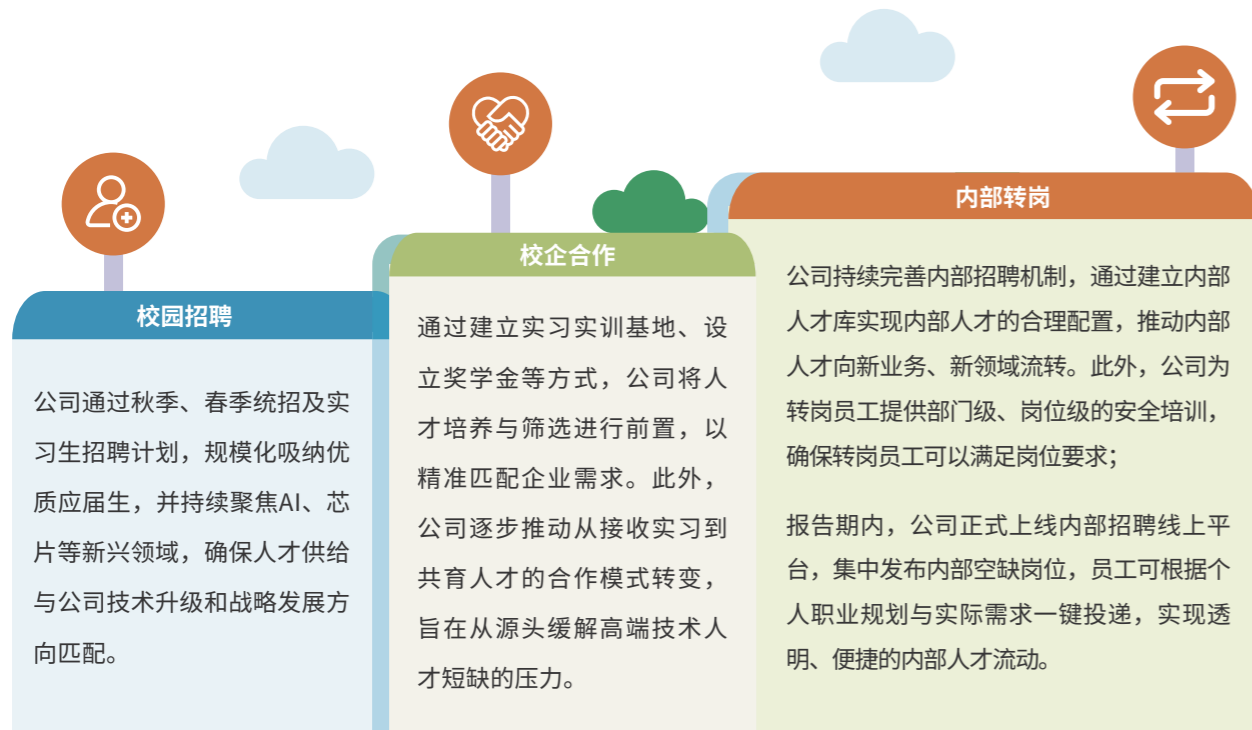 校园招聘
公司通过秋季、春季统招及实
习生招聘计划，规模化吸纳优
质应届生，并持续聚焦AI、芯
片等新兴领域，确保人才供给
与公司技术升级和战略发展方
向匹配。
校企合作
通过建立实习实训基地、设
立奖学金等方式，公司将人
才培养与筛选进行前置，以
精准匹配企业需求。此外，
公司逐步推动从接收实习到
共育人才的合作模式转变，
旨在从源头缓解高端技术人
才短缺的压力。
内部转岗
公司持续完善内部招聘机制，通过建立内部
人才库实现内部人才的合理配置，推动内部
人才向新业务、新领域流转。此外，公司为
转岗员工提供部门级、岗位级的安全培训，
确保转岗员工可以满足岗位要求；
报告期内，公司正式上线内部招聘线上平
台，集中发布内部空缺岗位，员工可根据个
人职业规划与实际需求一键投递，实现透
明、便捷的内部人才流动。